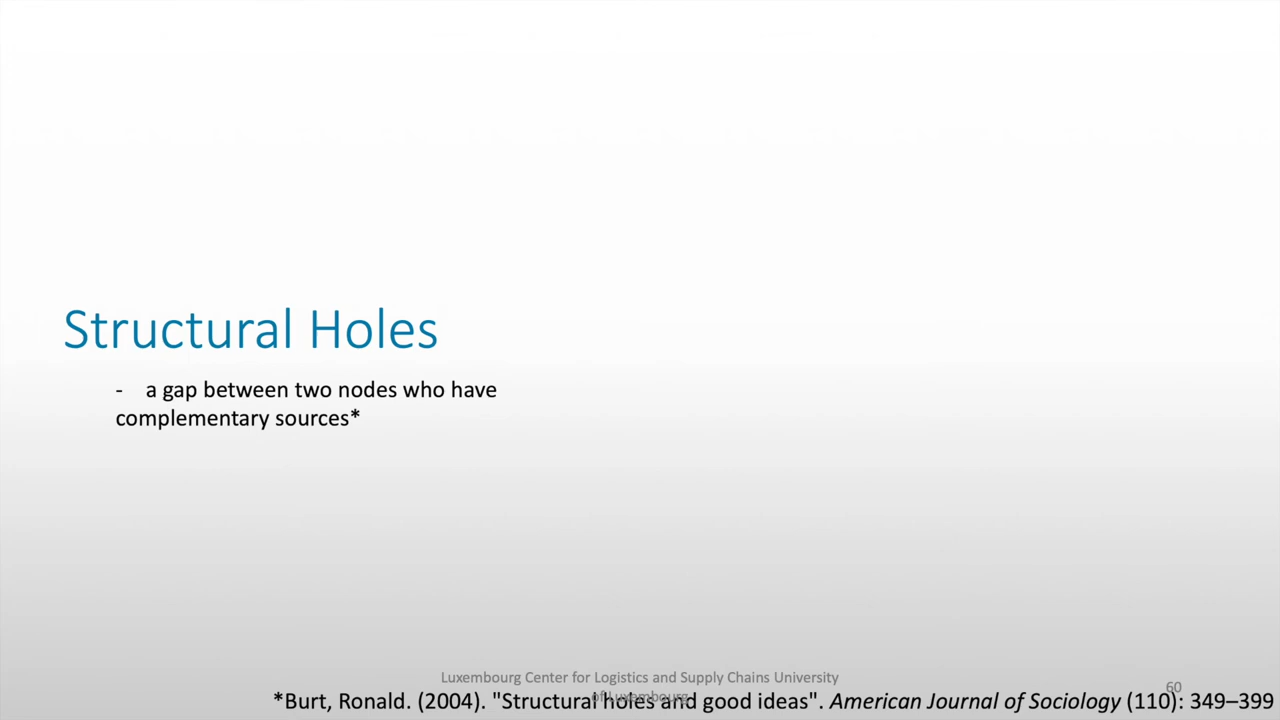 Structural Holes
- a gap between two nodes who have
complementary sources*
Luxembourg Center for Logistics and Supply Chains University
of Luxembourg
60
*Burt, Ronald. (2004). "Structural holes and good ideas". American Journal of Sociology (110): 349–399